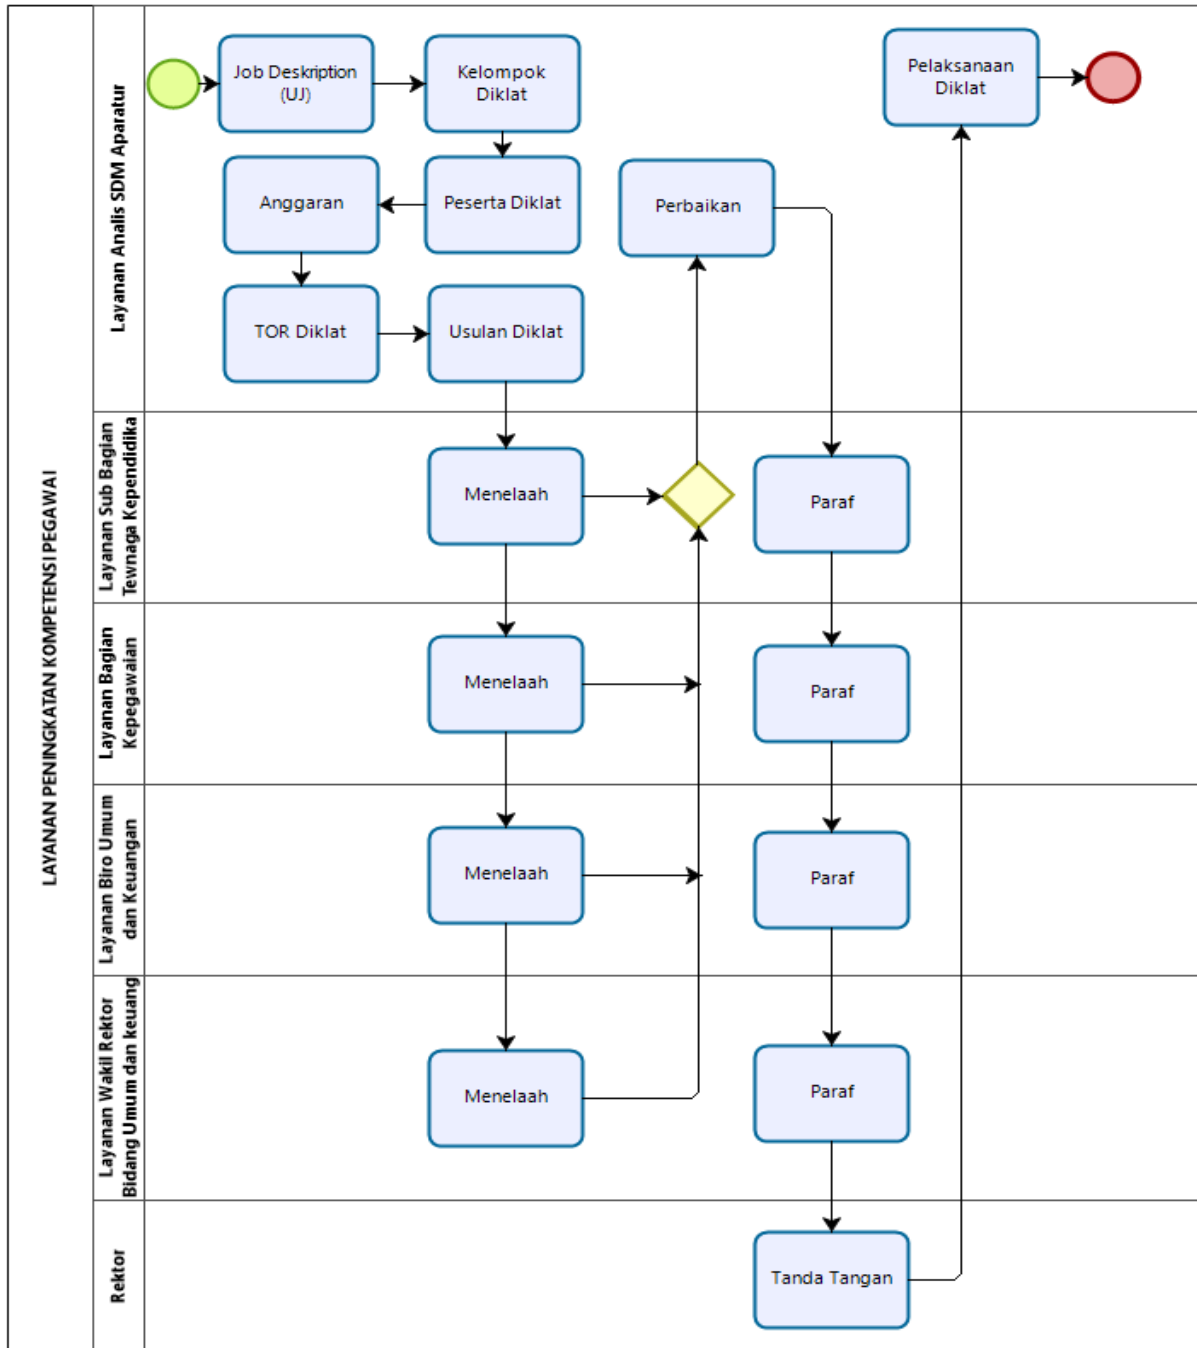 LAYANAN PENINGKATAN KOMPETENSI PEGAWAI
Layanan Analis SDM Aparatur
Job Deskription
(UJ)
Kelompok
Diklat
Peserta Diklat
Anggaran
TOR Diklat
Usulan Diklat
Perbaikan
Pelaksanaan
Diklat
Layanan Sub Bagian
Tewnaga Kependidika
Menelaah
Paraf
Layanan Bagian
Kepegawaian
Menelaah
Paraf
Layanan Biro Umum
dan Keuangan
Menelaah
Paraf
Layanan Wakil Rektor
Bidang Umum dan keuang
Menelaah
Paraf
Rektor
Tanda Tangan